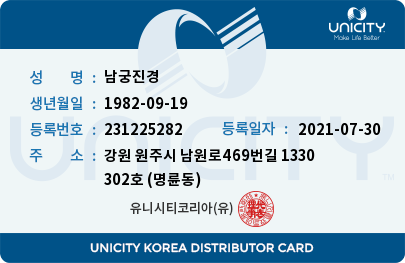 UNICITY
Make Life Better
성 명 : 남궁진경
생년월일 : 1982-09-19
등록번호 : 231225282 등록일자 : 2021-07-30
주 소 : 강원 원주시 남원로469번길 1330
302호 (명륜동)
유니시티코리아(유)
UNICITY
UNICITY KOREA DISTRIBUTOR CARD